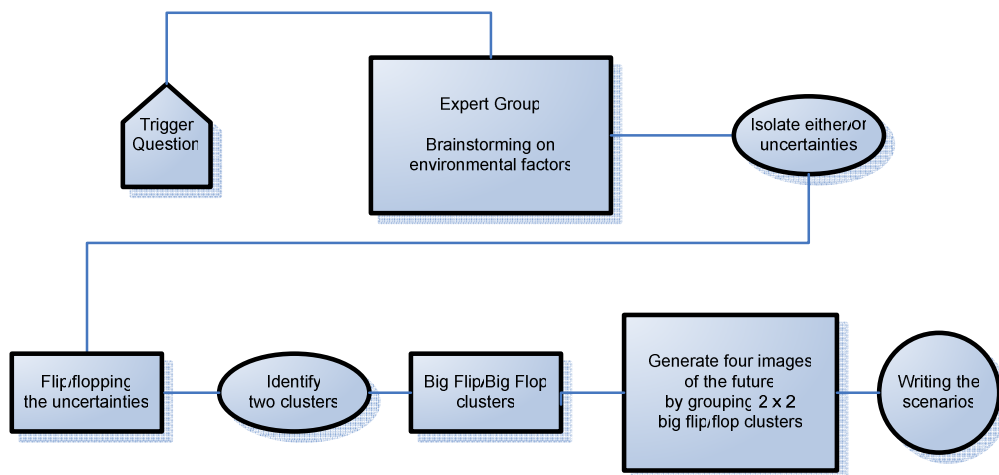 Trigger
Question
Expert Group
Brainstorming on
environmental factors
Isolate either/or
uncertainties
Flip/flopping
the uncertainties
Identify
two clusters
Big Flip/Big Flop
clusters
Generate four images
of the future
by grouping 2 x 2
big flip/flop clusters
Writing the
scenarios